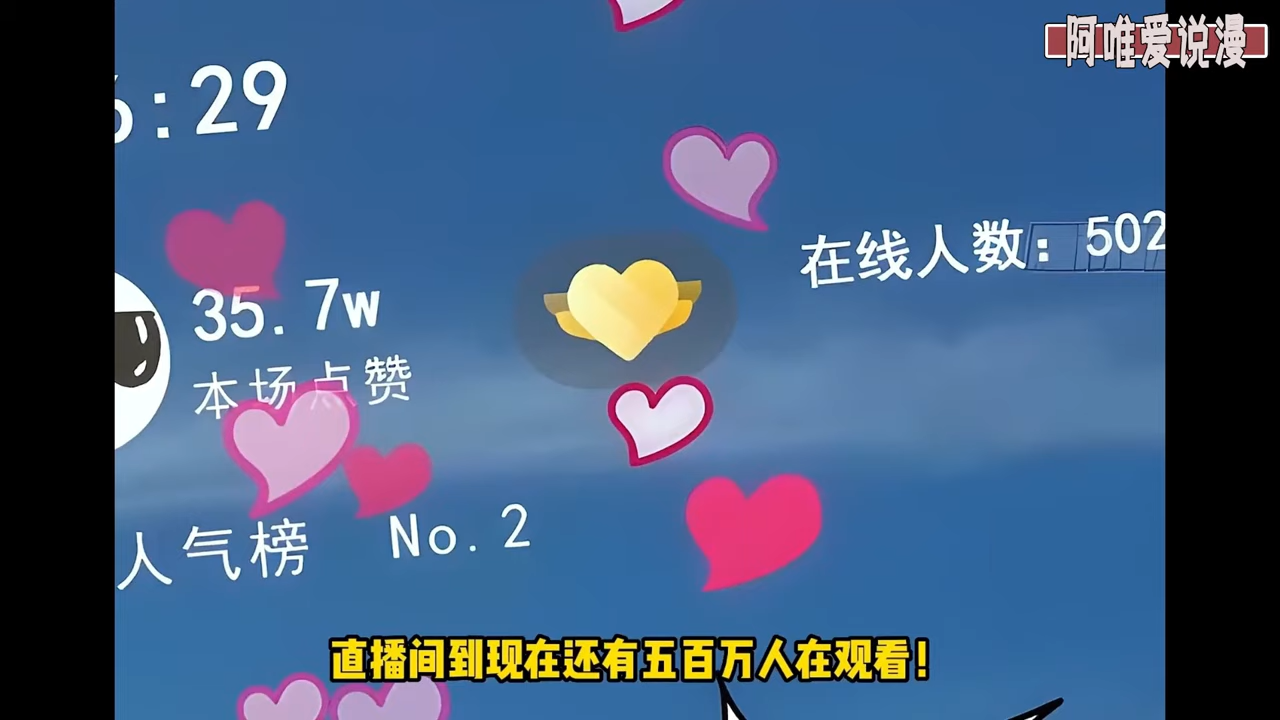 阿唯爱说漫
:29
在线人数: 502
35.7w
本场点赞
人气榜 No.2
直播间到现在还有五百万人在观看!